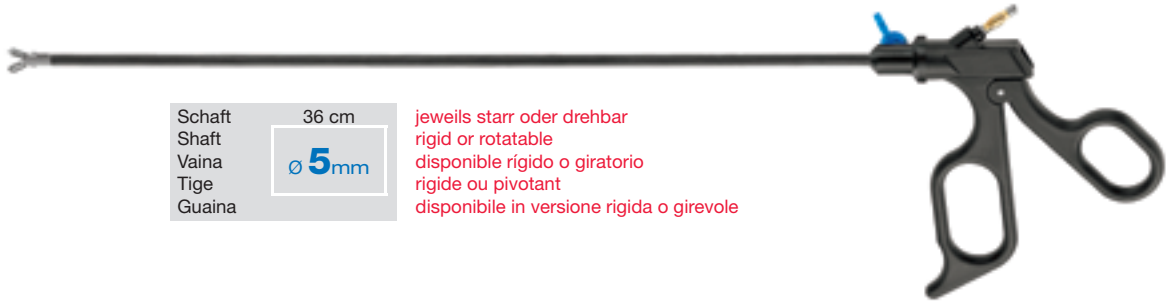 Schaft 36 cm jeweils starr oder drehbar
Shaft rigid or rotatable
Vaina ø 5mm disponible rígido o giratorio
Tige rigide ou pivotant
Guaina disponibile in versione rigida o girevole